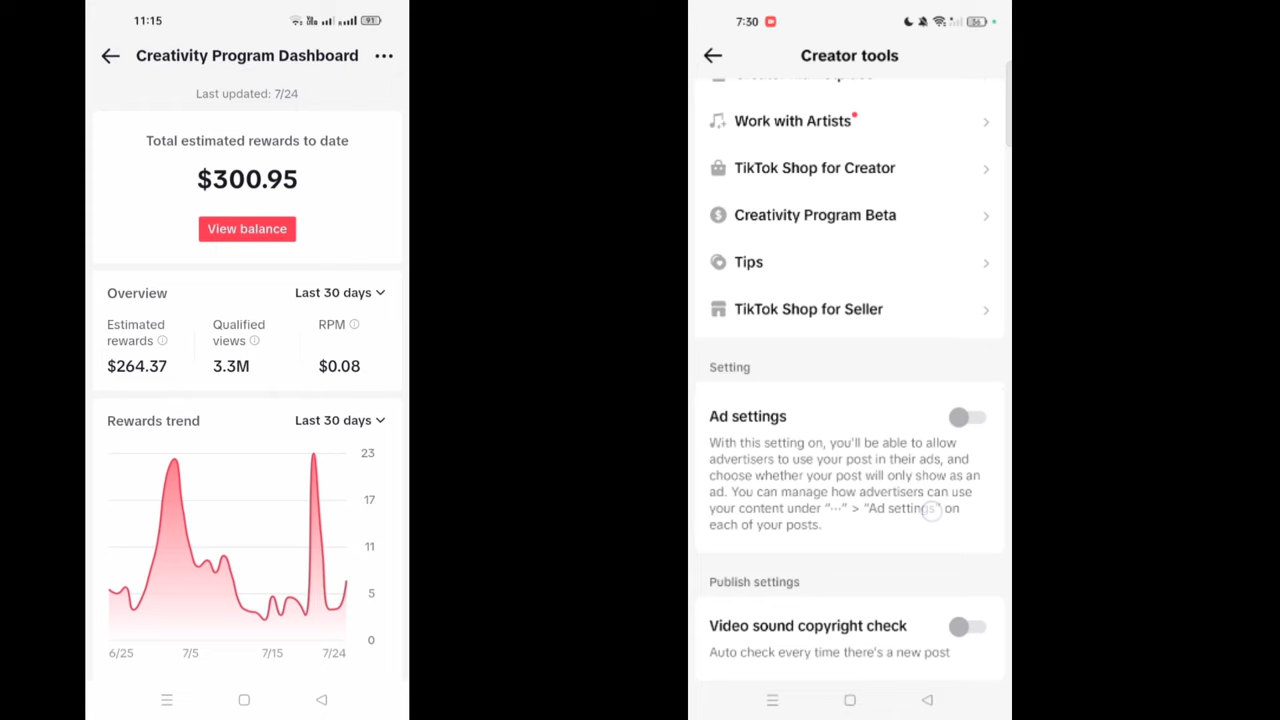 11:15
91
Creativity Program Dashboard
Last updated: 7/24
Total estimated rewards to date
$300.95
View balance
Overview
Last 30 days
Estimated
rewards
Qualified
views
RPM
$264.37
3.3M
$0.08
Rewards trend
Last 30 days
23
17
11
5
0
6/25
7/5
7/15
7/24
7:30
Creator tools
Work with Artists
TikTok Shop for Creator
Creativity Program Beta
Tips
TikTok Shop for Seller
Setting
Ad settings
With this setting on, you'll be able to allow
advertisers to use your post in their ads, and
choose whether your post will only show as an
ad. You can manage how advertisers can use
your content under "···" > "Ad settings" on
each of your posts.
Publish settings
Video sound copyright check
Auto check every time there's a new post